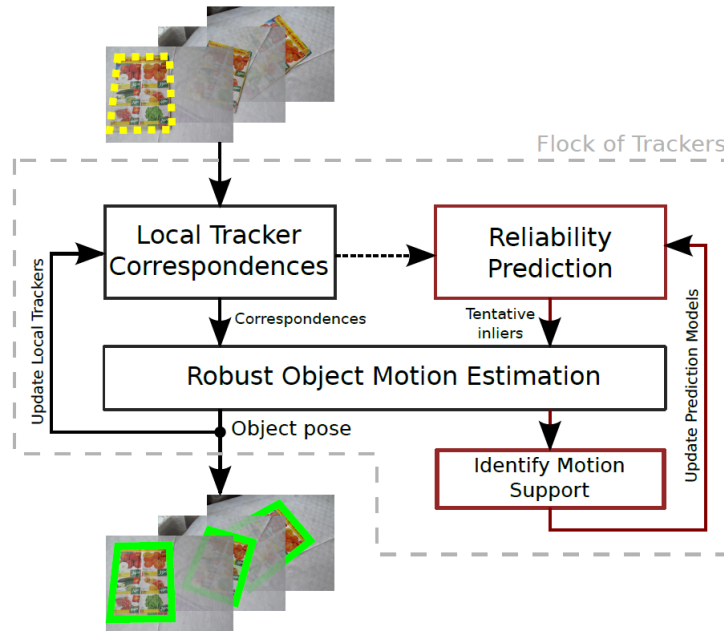 Flock of Trackers
Local Tracker
Correspondences
Reliability
Prediction
Correspondences
Tentative
inliers
Update Local Trackers
Update Prediction Models
Robust Object Motion Estimation
Object pose
Identify Motion
Support